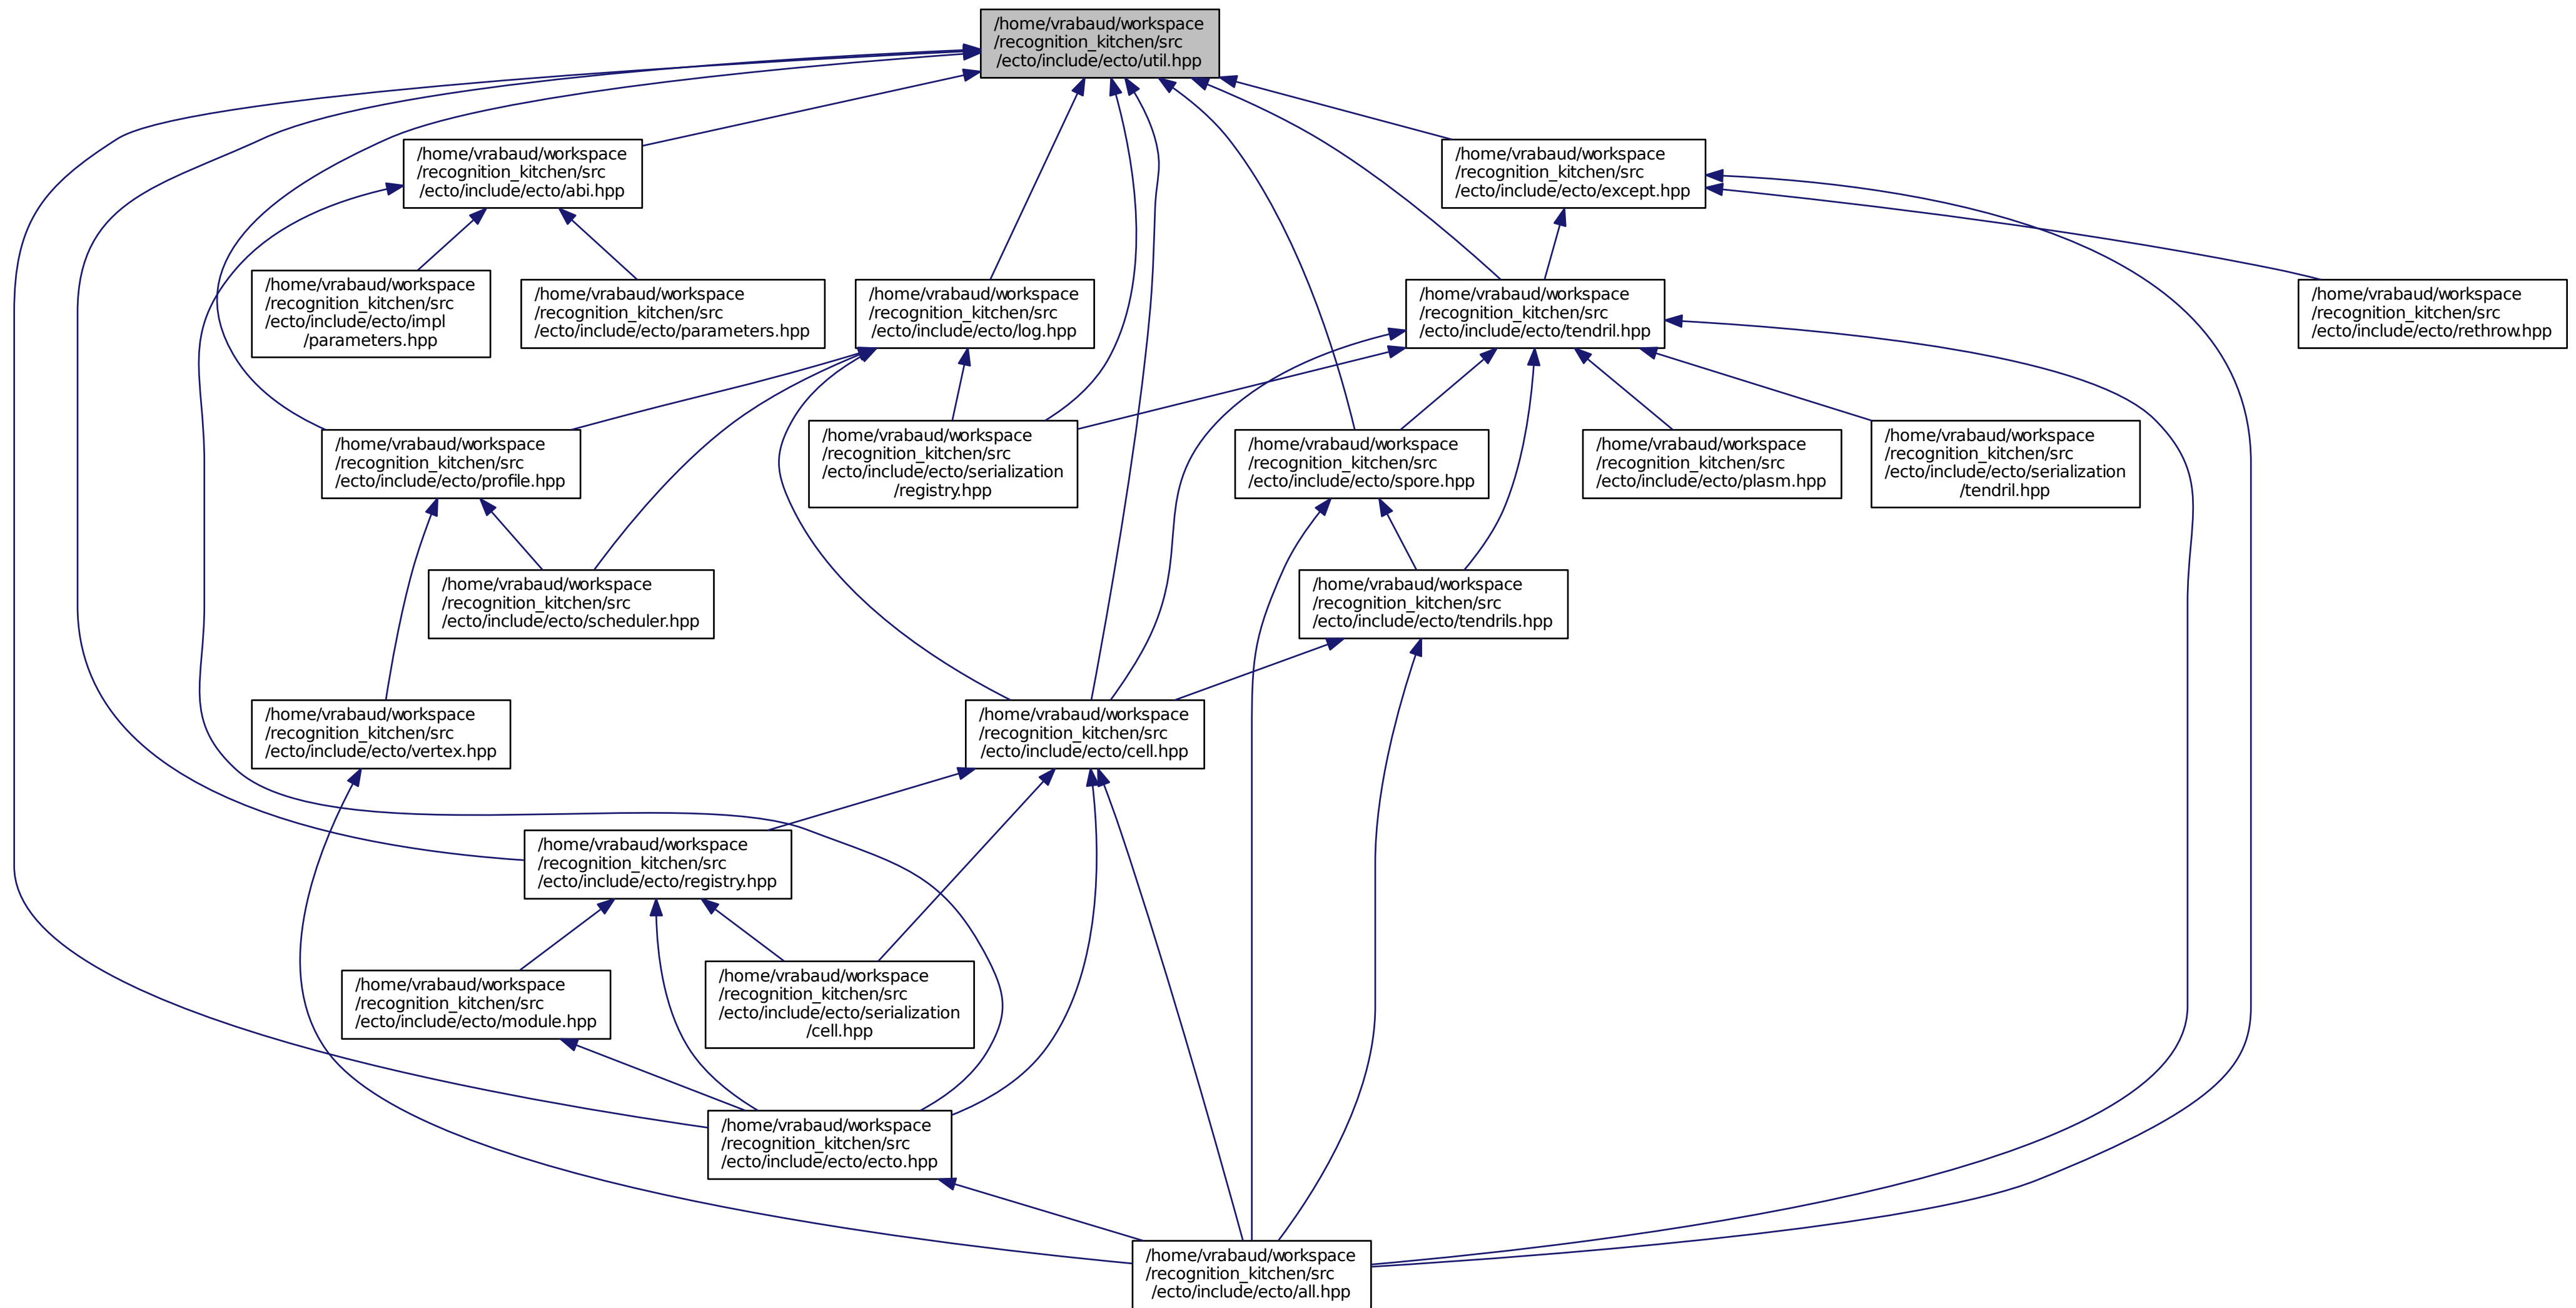 /home/vrabaud/workspace
/recognition_kitchen/src
/ecto/include/ecto/util.hpp
/home/vrabaud/workspace
/recognition_kitchen/src
/ecto/include/ecto/abi.hpp
/home/vrabaud/workspace
/recognition_kitchen/src
/ecto/include/ecto/except.hpp
/home/vrabaud/workspace
/recognition_kitchen/src
/ecto/include/ecto/impl
/parameters.hpp
/home/vrabaud/workspace
/recognition_kitchen/src
/ecto/include/ecto/parameters.hpp
/home/vrabaud/workspace
/recognition_kitchen/src
/ecto/include/ecto/log.hpp
/home/vrabaud/workspace
/recognition_kitchen/src
/ecto/include/ecto/tendril.hpp
/home/vrabaud/workspace
/recognition_kitchen/src
/ecto/include/ecto/rethrow.hpp
/home/vrabaud/workspace
/recognition_kitchen/src
/ecto/include/ecto/profile.hpp
/home/vrabaud/workspace
/recognition_kitchen/src
/ecto/include/ecto/serialization
/registry.hpp
/home/vrabaud/workspace
/recognition_kitchen/src
/ecto/include/ecto/spore.hpp
/home/vrabaud/workspace
/recognition_kitchen/src
/ecto/include/ecto/plasm.hpp
/home/vrabaud/workspace
/recognition_kitchen/src
/ecto/include/ecto/serialization
/tendril.hpp
/home/vrabaud/workspace
/recognition_kitchen/src
/ecto/include/ecto/scheduler.hpp
/home/vrabaud/workspace
/recognition_kitchen/src
/ecto/include/ecto/tendrils.hpp
/home/vrabaud/workspace
/recognition_kitchen/src
/ecto/include/ecto/vertex.hpp
/home/vrabaud/workspace
/recognition_kitchen/src
/ecto/include/ecto/cell.hpp
/home/vrabaud/workspace
/recognition_kitchen/src
/ecto/include/ecto/registry.hpp
/home/vrabaud/workspace
/recognition_kitchen/src
/ecto/include/ecto/module.hpp
/home/vrabaud/workspace
/recognition_kitchen/src
/ecto/include/ecto/serialization
/cell.hpp
/home/vrabaud/workspace
/recognition_kitchen/src
/ecto/include/ecto/ecto.hpp
/home/vrabaud/workspace
/recognition_kitchen/src
/ecto/include/ecto/all.hpp